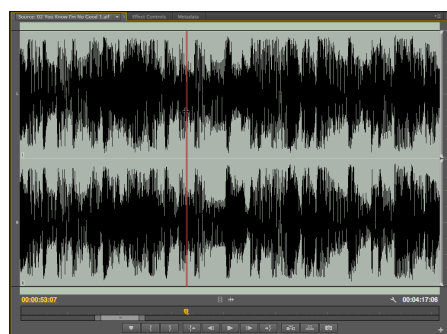 Source: 02 You Know I'm No Good 1.aif Effect Controls Metadata
L
R
00:00:53:07 00:04:17:06